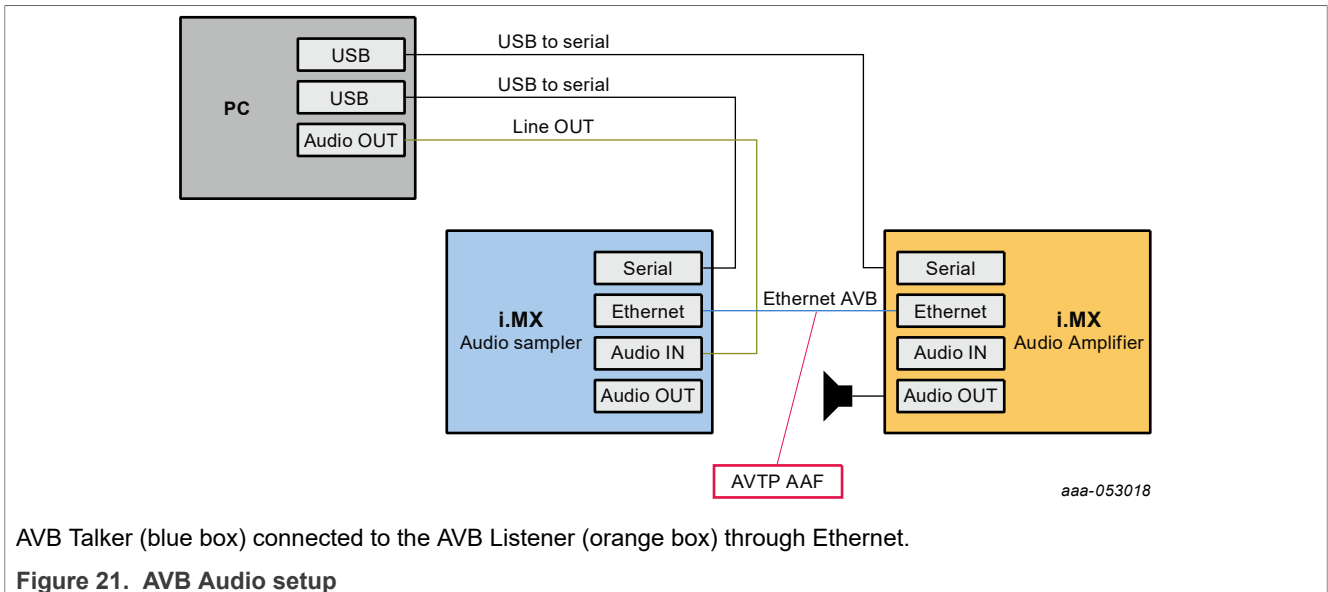 USB to serial
USB
USB to serial
PC
USB
Line OUT
Audio OUT
Serial
Ethernet
i.MX
Audio sampler
Audio IN
Audio OUT
Ethernet AVB
Serial
Ethernet
i.MX
Audio Amplifier
Audio IN
Audio OUT
AVTP AAF
aaa-053018
AVB Talker (blue box) connected to the AVB Listener (orange box) through Ethernet.
Figure 21. AVB Audio setup